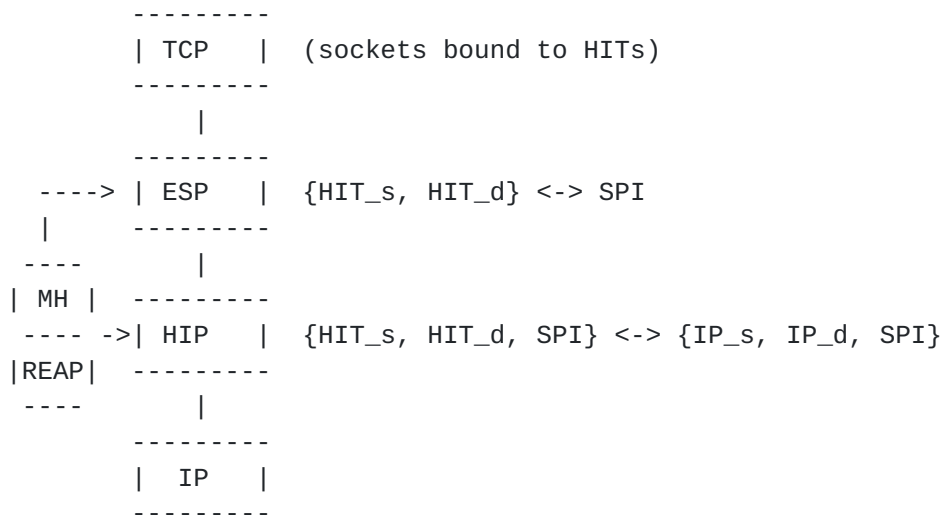 ---------
| TCP | (sockets bound to HITs)
---------
|
---------
----> | ESP | {HIT_s, HIT_d} <-> SPI
| ---------
---- |
| MH | ---------
---- ->| HIP | {HIT_s, HIT_d, SPI} <-> {IP_s, IP_d, SPI}
|REAP| ---------
---- |
---------
| IP |
---------